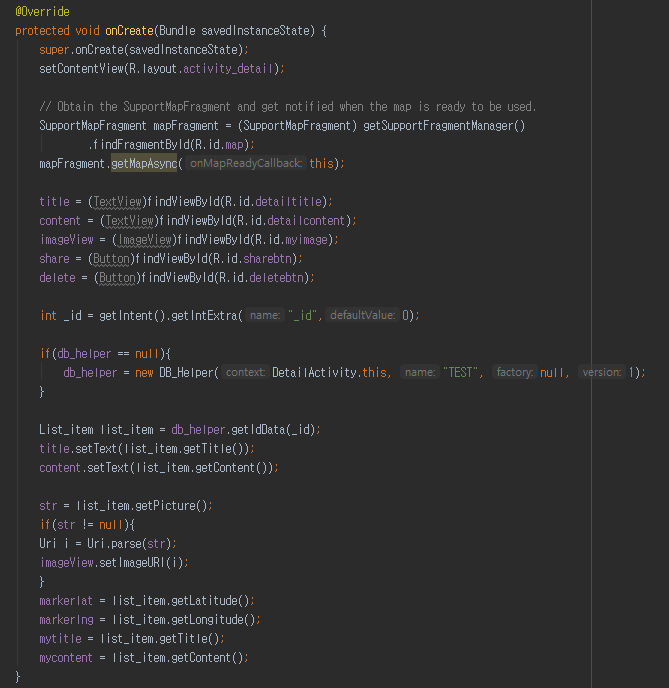 @Override
protected void onCreate(Bundle savedInstanceState) {
super.onCreate(savedInstanceState);
setContentView(R.layout.activity_detail);
// Obtain the SupportMapFragment and get notified when the map is ready to be used.
SupportMapFragment mapFragment = (SupportMapFragment) getSupportFragmentManager()
.findFragmentById(R.id.map);
mapFragment.getMapAsync( onMapReadyCallback: this);
title = (TextView)findViewById(R.id.detailtitle);
content = (TextView)findViewById(R.id.detailcontent);
imageView = (ImageView)findViewById(R.id.myimage);
share = (Button)findViewById(R.id.sharebtn);
delete = (Button)findViewById(R.id.deletebtn);
int _id = getIntent().getIntExtra( name: "_id", defaultValue: 0);
if(db_helper == null){
db_helper = new DB_Helper( context: DetailActivity.this, name: "TEST", factory: null, version: 1);
}
List_item list_item = db_helper.getIdData(_id);
title.setText(list_item.getTitle());
content.setText(list_item.getContent());
str = list_item.getPicture();
if(str != null){
Uri i = Uri.parse(str);
imageView.setImageURI(i);
}
markerlat = list_item.getLatitude();
markerlng = list_item.getLongitude();
mytitle = list_item.getTitle();
mycontent = list_item.getContent();
}